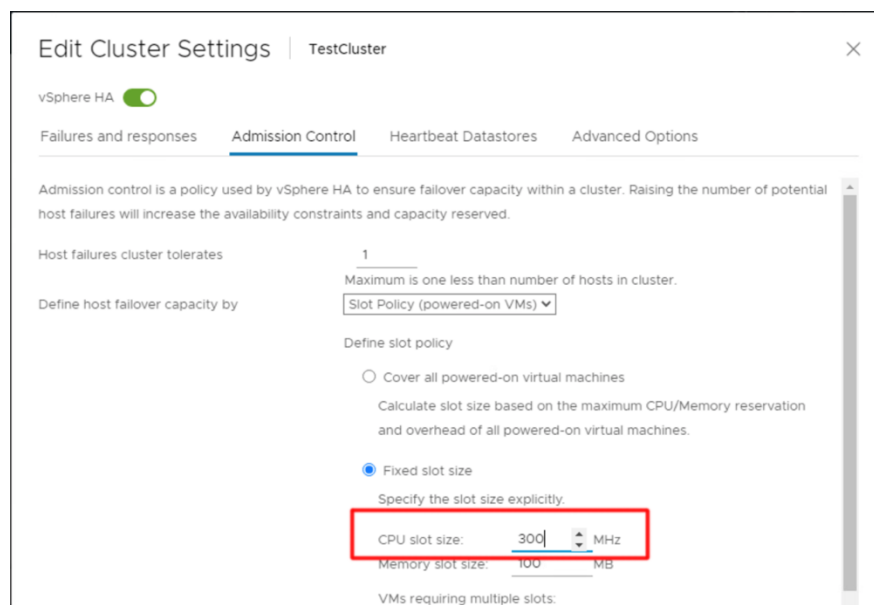 Edit Cluster Settings TestCluster
vSphere HA
Failures and responses Admission Control Heartbeat Datastores Advanced Options
Admission control is a policy used by vSphere HA to ensure failover capacity within a cluster. Raising the number of potential
host failures will increase the availability constraints and capacity reserved.
Host failures cluster tolerates 1
Maximum is one less than number of hosts in cluster.
Define host failover capacity by Slot Policy (powered-on VMs)
Define slot policy
Cover all powered-on virtual machines
Calculate slot size based on the maximum CPU/Memory reservation
and overhead of all powered-on virtual machines.
Fixed slot size
Specify the slot size explicitly.
CPU slot size: 300 MHz
Memory slot size: 100 MB
VMs requiring multiple slots: